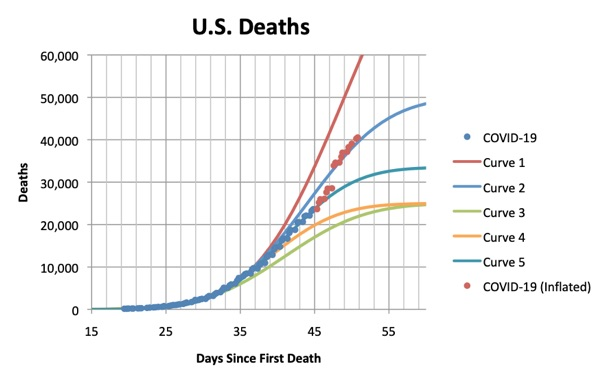 U.S. Deaths
60,000
50,000
40,000
30,000
20,000
10,000
0
Deaths
15 25 35 45 55
Days Since First Death
COVID-19
Curve 1
Curve 2
Curve 3
Curve 4
Curve 5
COVID-19 (Inflated)